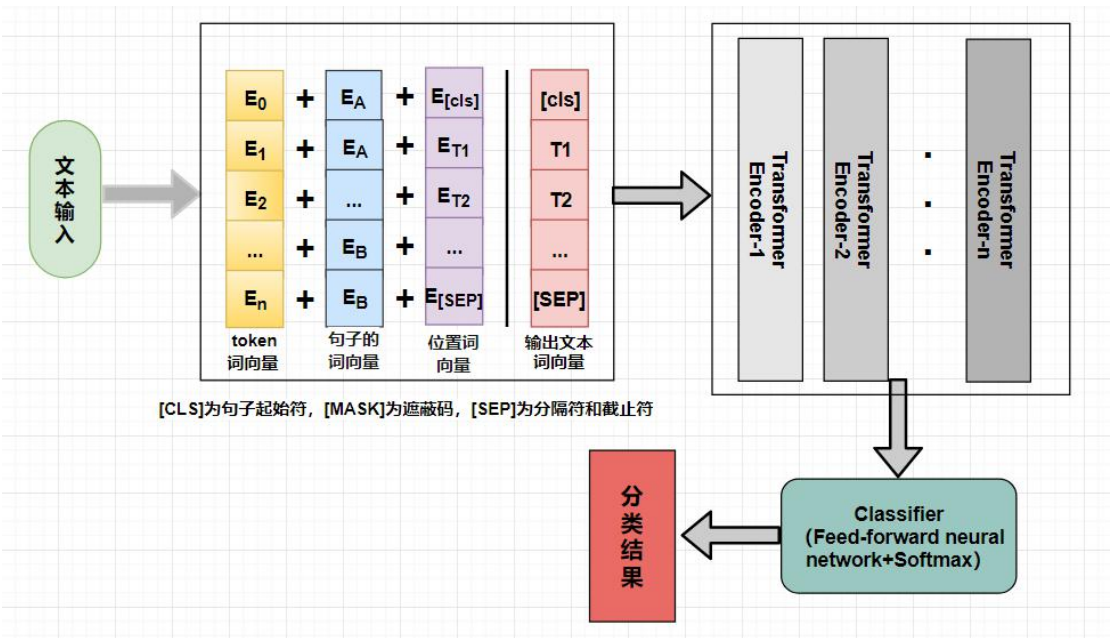 文本输入
E0 + EA + E[cls] [cls]
E1 + EA + ET1 T1
E2 + ... + ET2 T2
... + EB + ... ...
En + EB + E[SEP] [SEP]
token
词向量
句子的
词向量
位置词
向量
输出文本
词向量
[CLS]为句子起始符，[MASK]为遮蔽码，[SEP]为分隔符和截止符
Transformer
Encoder-1
Transformer
Encoder-2
. . .
Transformer
Encoder-n
Classifier
（Feed-forward neural
network+Softmax）
分类结果